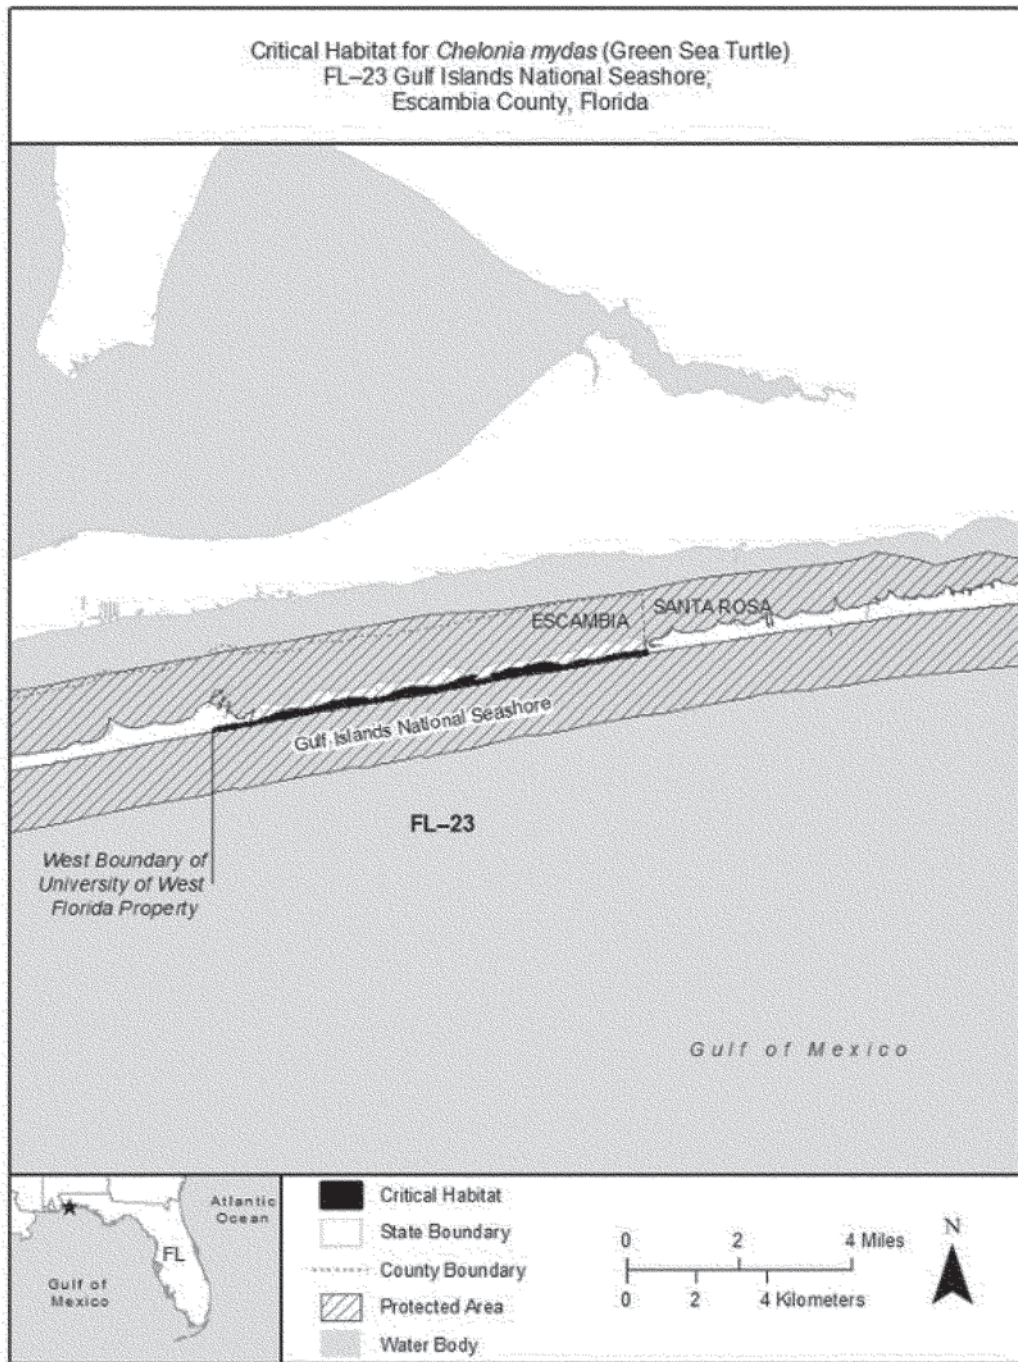 Critical Habitat for Chelonia mydas (Green Sea Turtle)
FL–23 Gulf Islands National Seashore;
Escambia County, Florida
ESCAMBIA
SANTA ROSA
Gulf Islands National Seashore
FL–23
West Boundary of
University of West
Florida Property
Gulf of Mexico
Atlantic
Ocean
FL
Gulf of
Mexico
Critical Habitat
State Boundary
County Boundary
Protected Area
Water Body
0 2 4 Miles
0 2 4 Kilometers
N